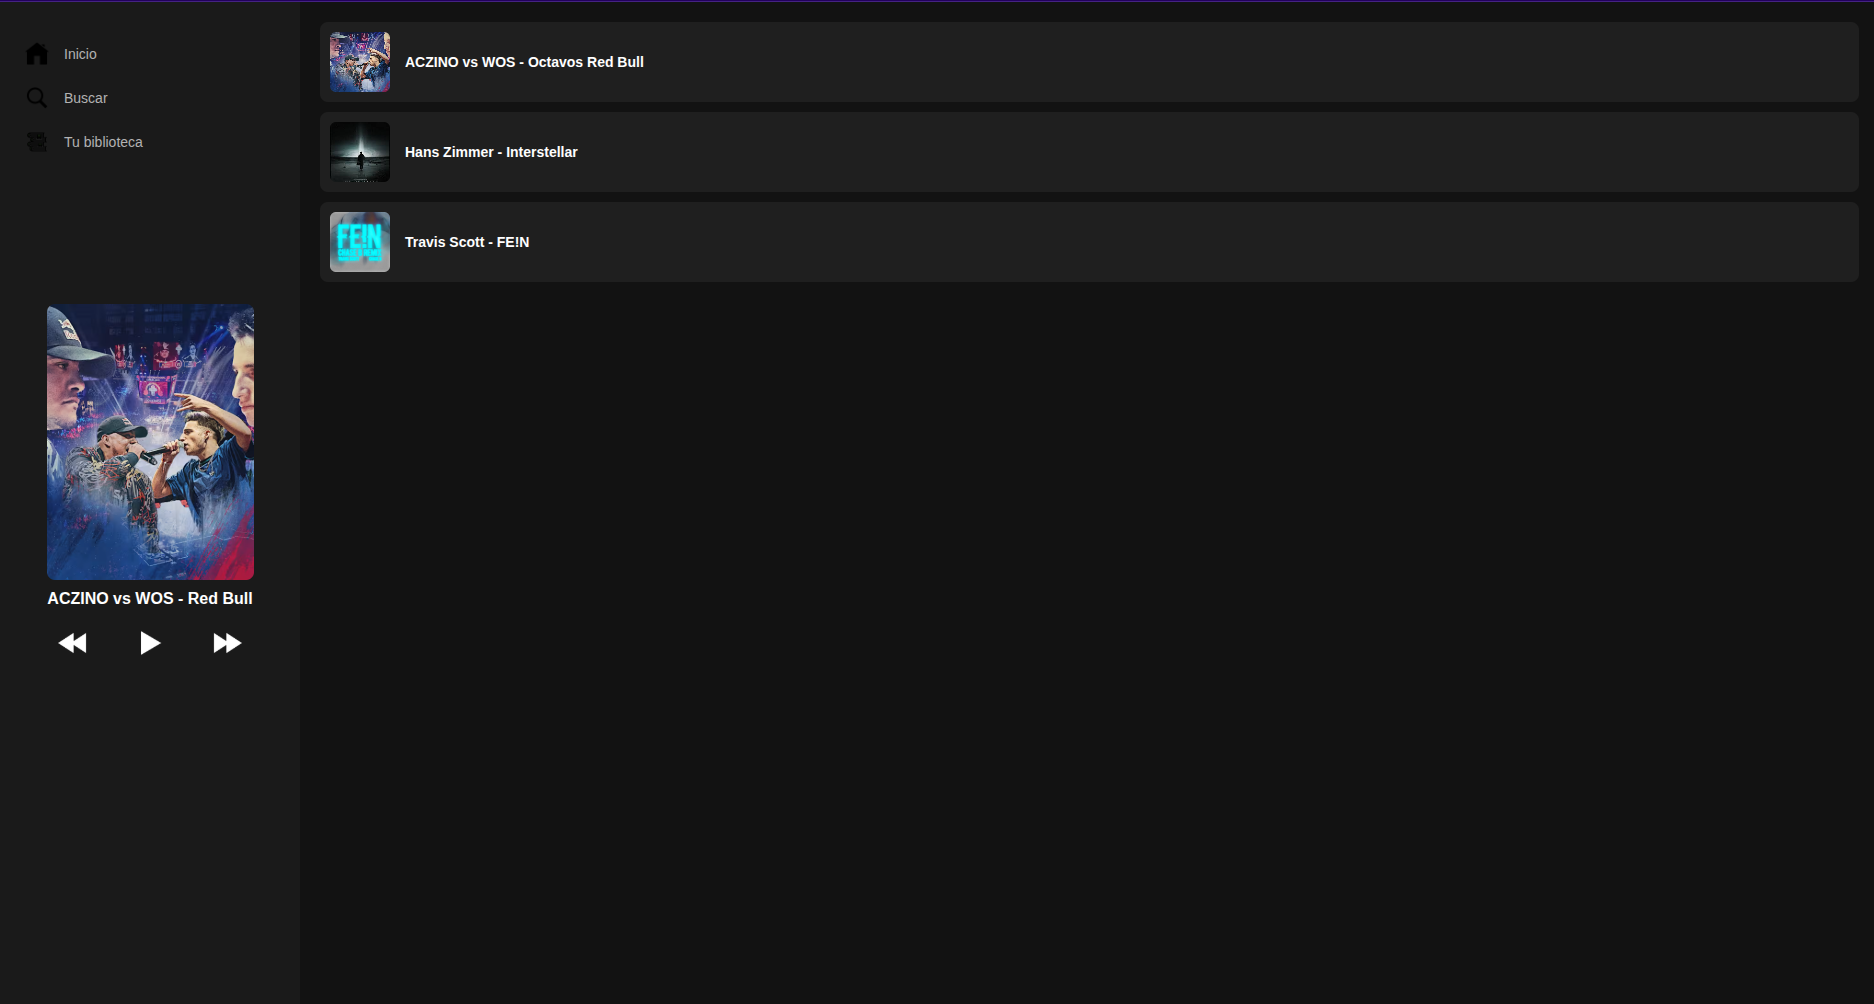 Inicio
Buscar
Tu biblioteca
ACZINO vs WOS - Red Bull
ACZINO vs WOS - Octavos Red Bull
Hans Zimmer - Interstellar
Travis Scott - FE!N
FE!N